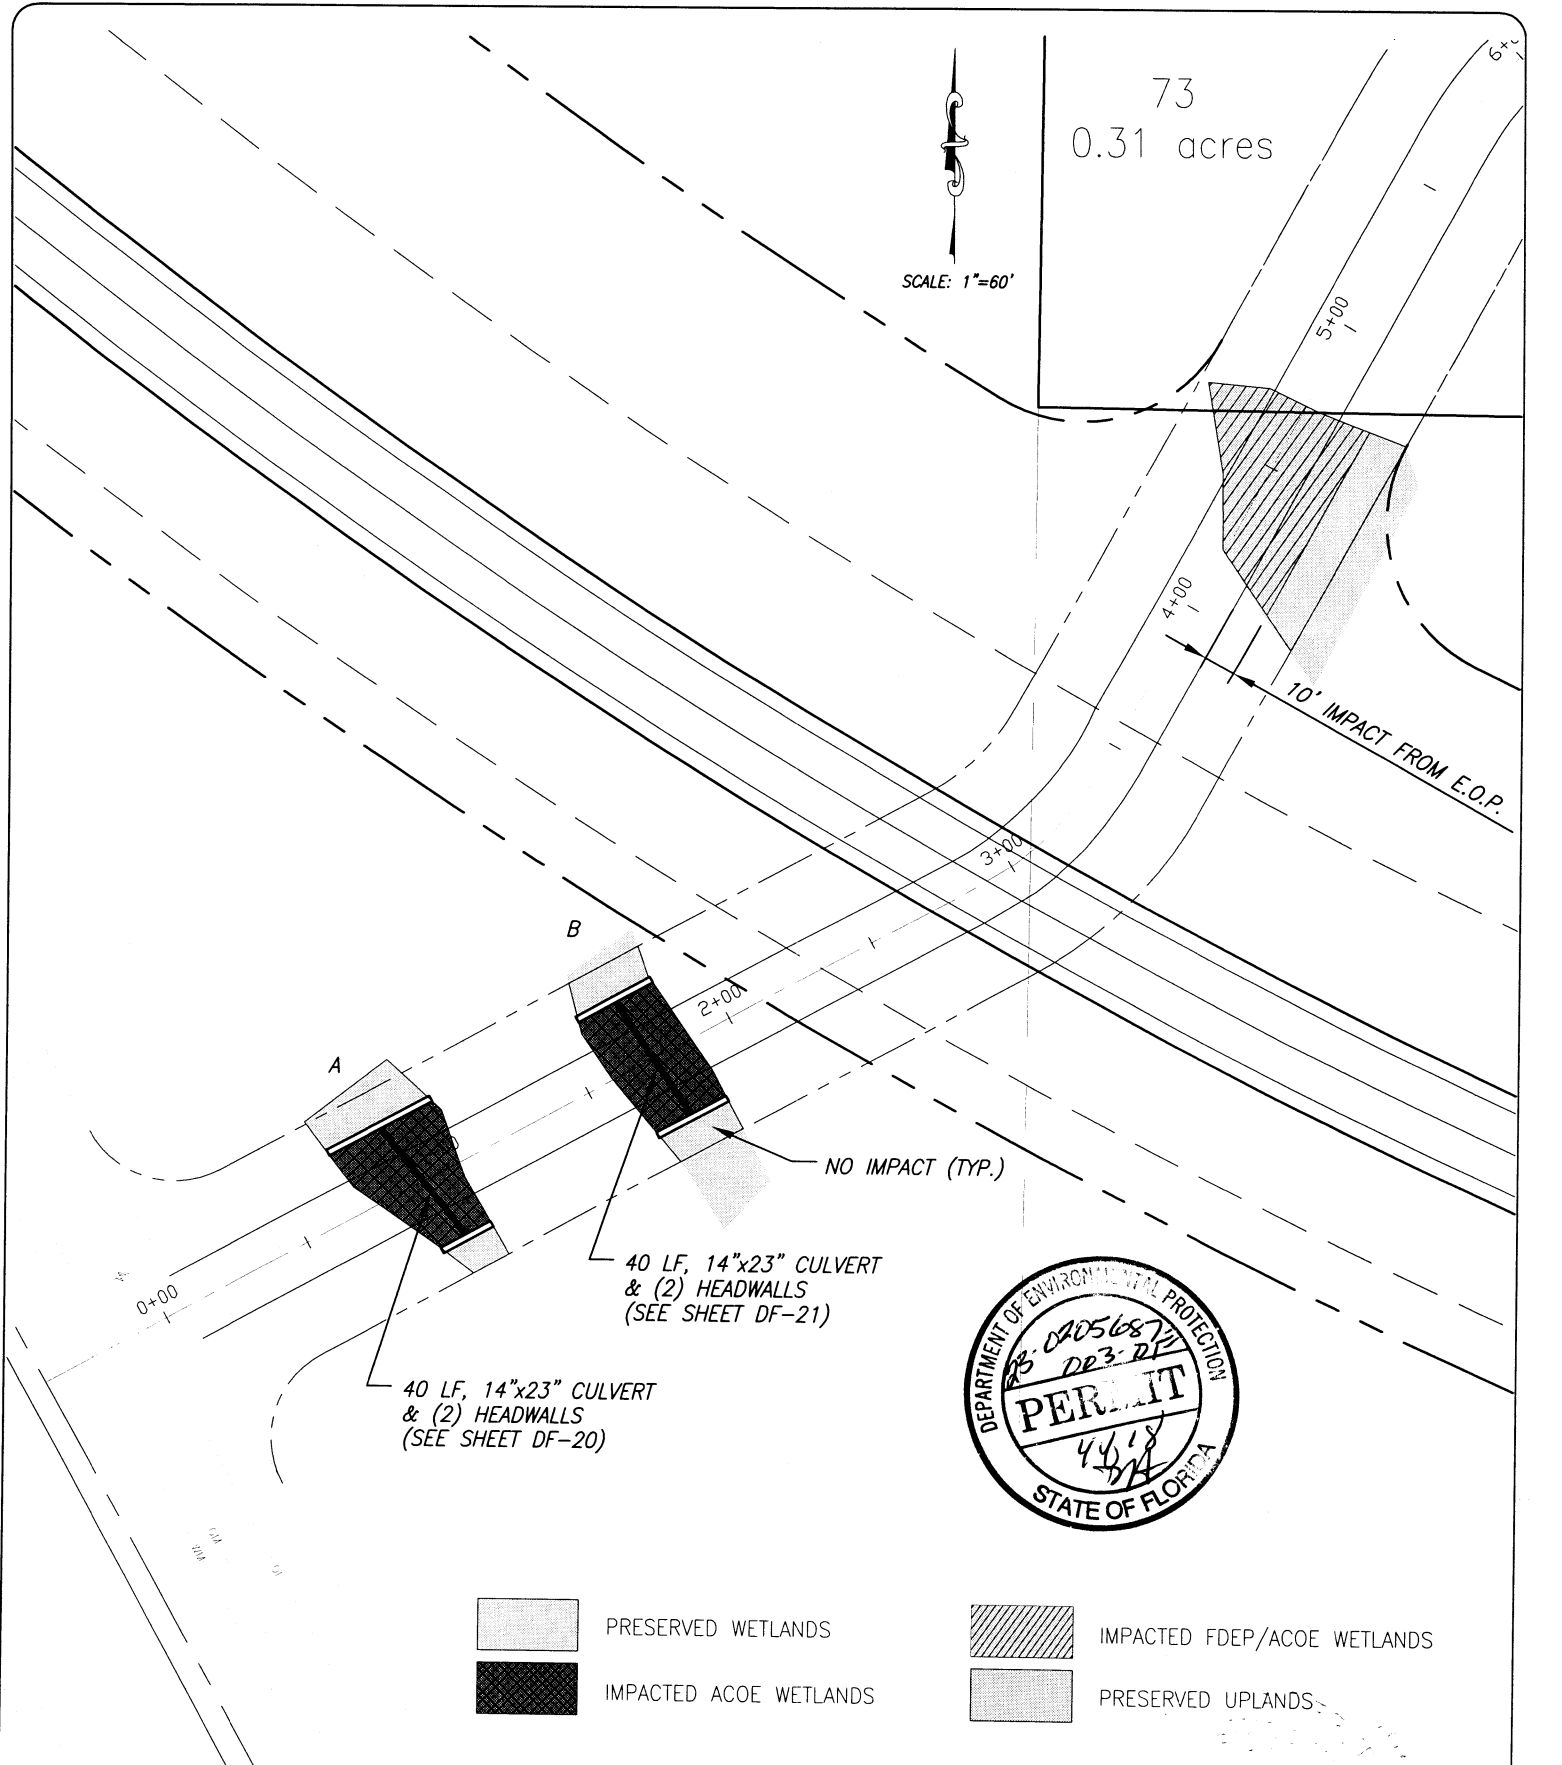 73
0.31 acres
6+
SCALE: 1"=60'
5+00
4+00
10' IMPACT FROM E.O.P.
3+00
B
2+00
A
NO IMPACT (TYP.)
40 LF, 14"x23" CULVERT
& (2) HEADWALLS
(SEE SHEET DF-21)
0+00
40 LF, 14"x23" CULVERT
& (2) HEADWALLS
(SEE SHEET DF-20)
DEPARTMENT OF ENVIRONMENTAL PROTECTION
003-DF
PERMIT
STATE OF FLORIDA
PRESERVED WETLANDS
IMPACTED ACOE WETLANDS
IMPACTED FDEP/ACOE WETLANDS
PRESERVED UPLANDS